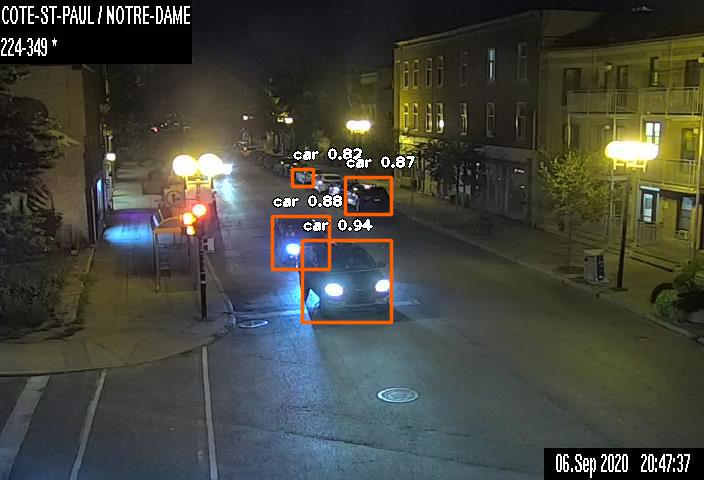 COTE-ST-PAUL / NOTRE-DAME
224-349 *
car 0.82
car 0.87
car 0.88
car 0.94
06.Sep 2020 20:47:37